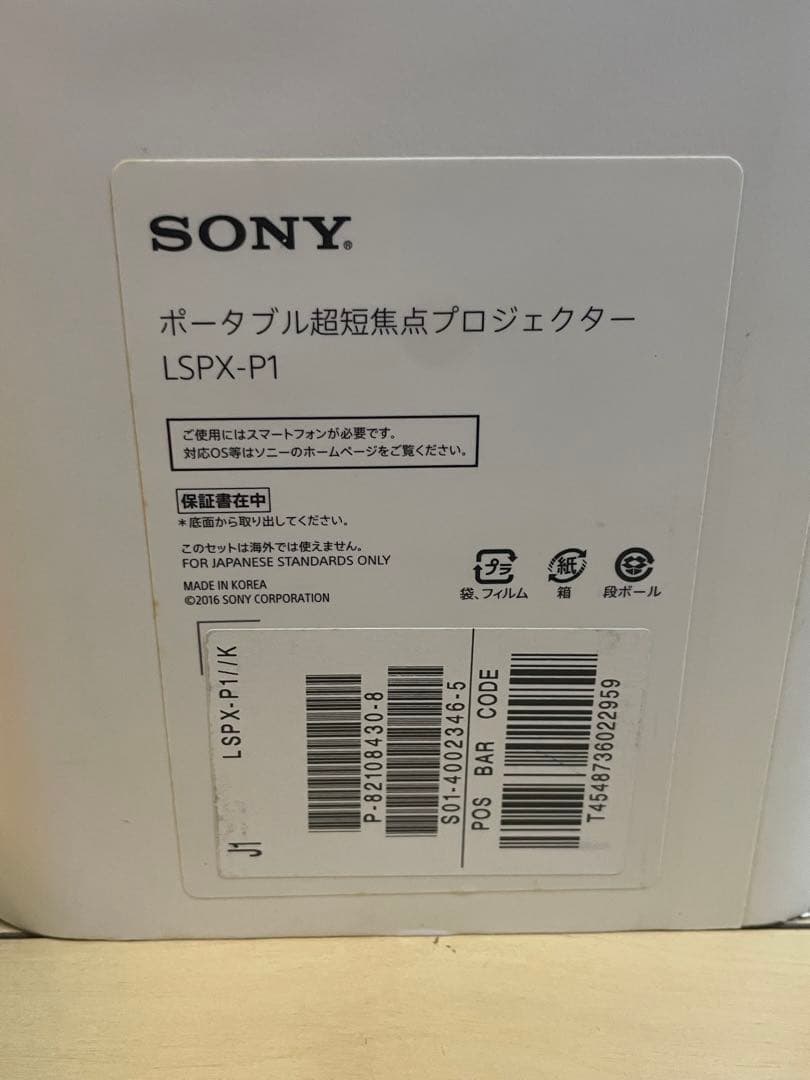 SONY®
ポータブル超短焦点プロジェクター
LSPX-P1
ご使用にはスマートフォンが必要です。
対応OS等はソニーのホームページをご覧ください。
保証書在中
*底面から取り出してください。
このセットは海外では使えません。
FOR JAPANESE STANDARDS ONLY
MADE IN KOREA
©2016 SONY CORPORATION
プラ
袋、フィルム
紙
箱
段ボール
J1 LSPX-P1//K
P-82108430-8
S01-4002346-5
POS BAR CODE
T4548736022959